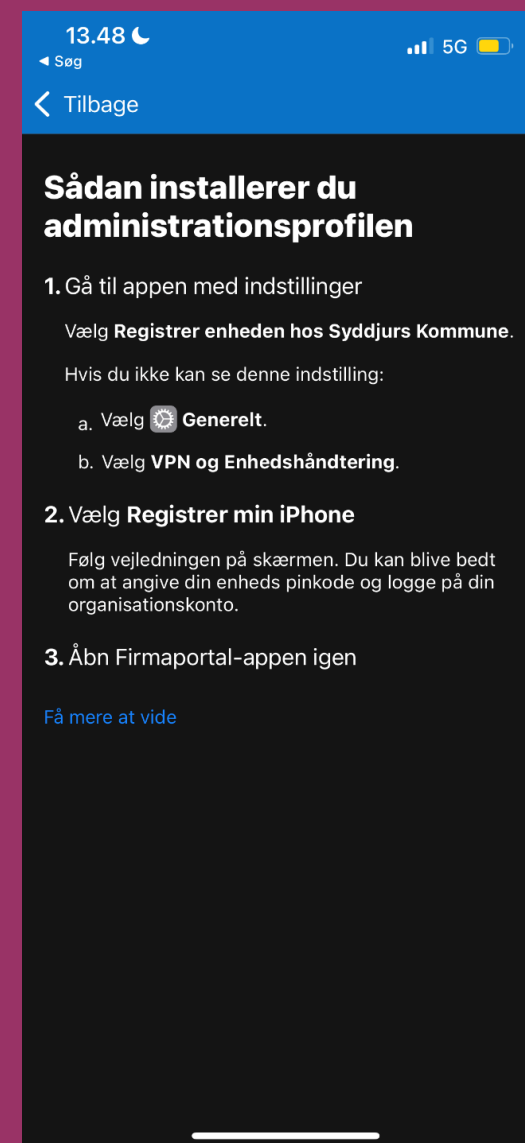 13.48
5G
◀ Søg
Tilbage
Sådan installerer du
administrationsprofilen
1. Gå til appen med indstillinger
Vælg Registrer enheden hos Syddjurs Kommune.
Hvis du ikke kan se denne indstilling:
a. Vælg Generelt.
b. Vælg VPN og Enhedshåndtering.
2. Vælg Registrer min iPhone
Følg vejledningen på skærmen. Du kan blive bedt
om at angive din enheds pinkode og logge på din
organisationskonto.
3. Åbn Firmaportal-appen igen
Få mere at vide